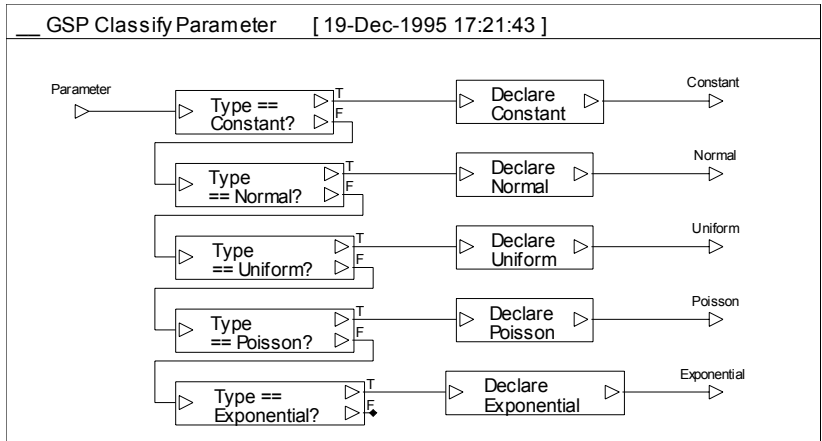 __ GSP Classify Parameter [ 19-Dec-1995 17:21:43 ]
Parameter
Type ==
Constant?
T
F
Declare
Constant
Constant
Type
== Normal?
T
F
Declare
Normal
Normal
Type
== Uniform?
T
F
Declare
Uniform
Uniform
Type
== Poisson?
T
F
Declare
Poisson
Poisson
Type ==
Exponential?
T
F
Declare
Exponential
Exponential